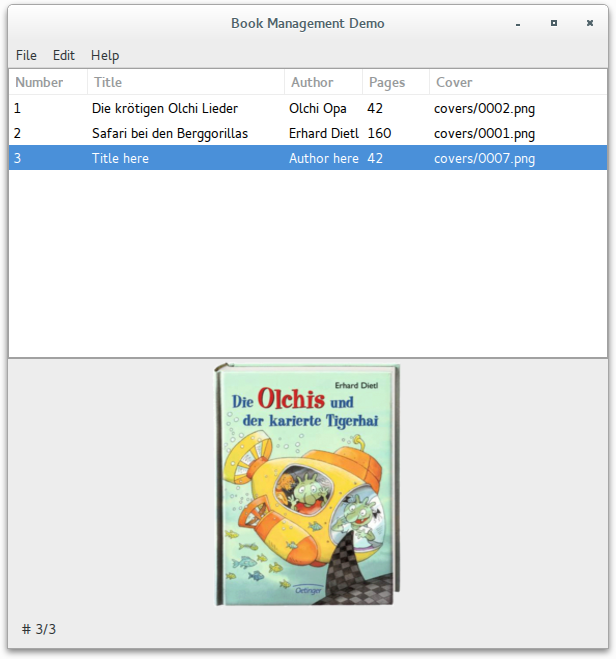 Book Management Demo
File Edit Help
Number Title Author Pages Cover
1 Die krötigen Olchi Lieder Olchi Opa 42 covers/0002.png
2 Safari bei den Berggorillas Erhard Dietl 160 covers/0001.png
3 Title here Author here 42 covers/0007.png
Erhard Dietl
Die Olchis und
der karierte Tigerhai
Oetinger
# 3/3